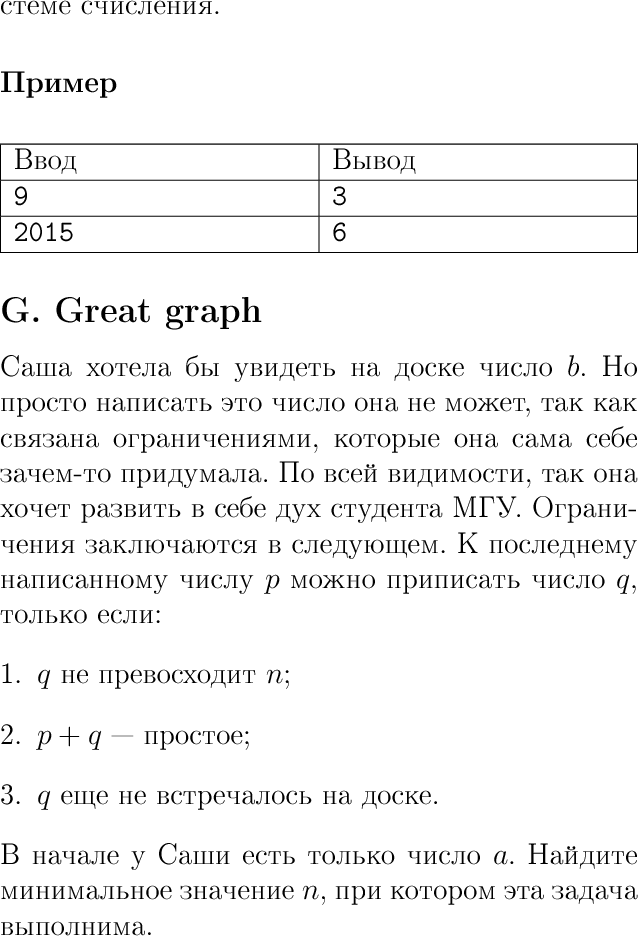 стеме счисления.
Пример
Ввод Вывод
9 3
2015 6
G. Great graph
Саша хотела бы увидеть на доске число b. Но
просто написать это число она не может, так как
связана ограничениями, которые она сама себе
зачем-то придумала. По всей видимости, так она
хочет развить в себе дух студента МГУ. Ограни-
чения заключаются в следующем. К последнему
написанному числу p можно приписать число q,
только если:
1. q не превосходит n;
2. p + q — простое;
3. q еще не встречалось на доске.
В начале у Саши есть только число a. Найдите
минимальное значение n, при котором эта задача
выполнима.